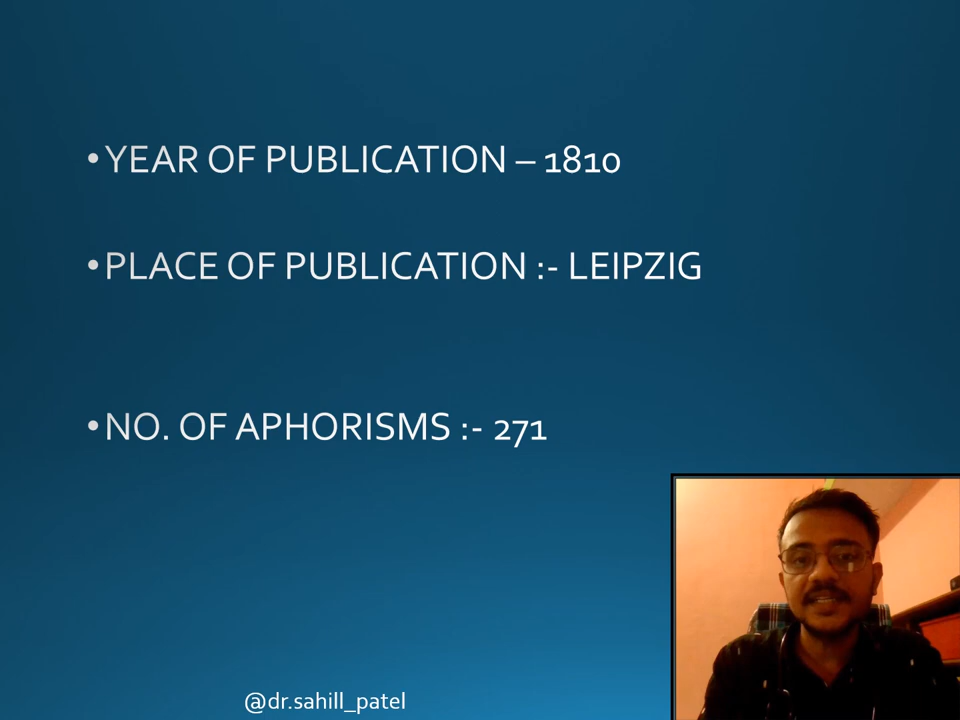 •YEAR OF PUBLICATION – 1810
•PLACE OF PUBLICATION :- LEIPZIG
•NO. OF APHORISMS :- 271
@dr.sahill_patel